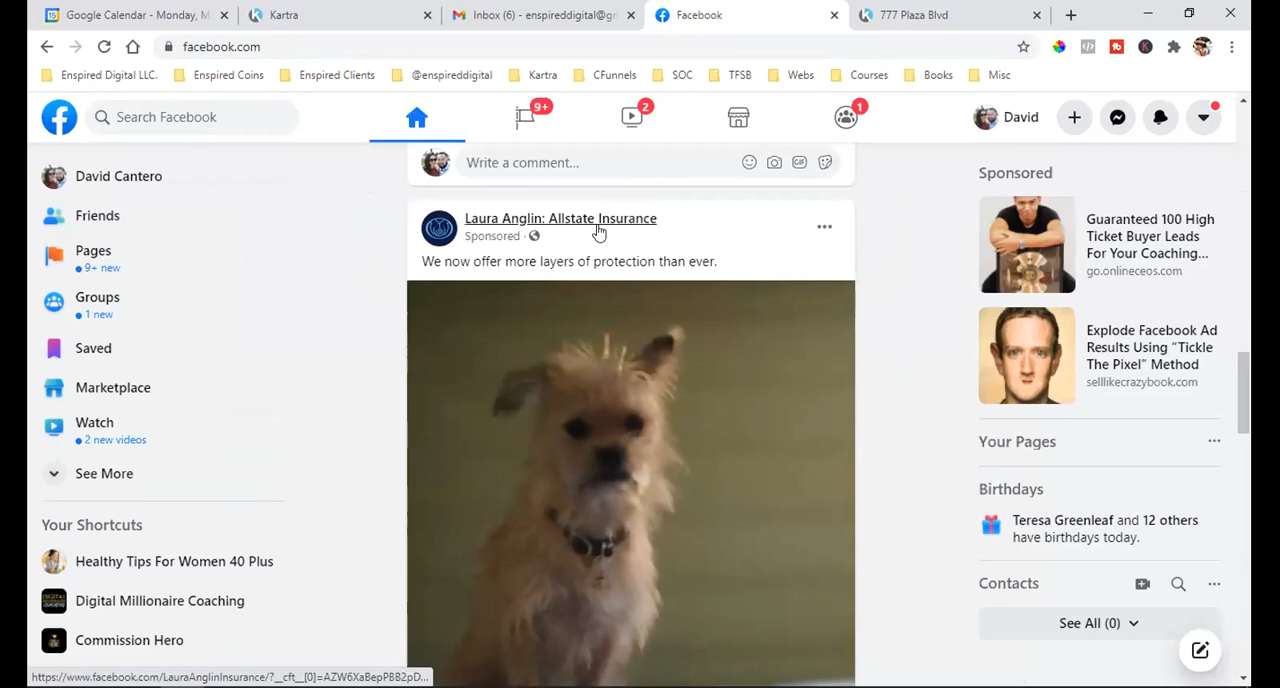 Google Calendar - Monday, M
Kartra
Inbox (6) - enspireddigital@gm
Facebook
777 Plaza Blvd
facebook.com
Enspired Digital LLC.
Enspired Coins
Enspired Clients
@enspireddigital
Kartra
CFunnels
SOC
TFSB
Webs
Courses
Books
Misc
Search Facebook
9+
2
1
David
Write a comment...
GIF
David Cantero
Friends
Pages
9+ new
Groups
1 new
Saved
Marketplace
Watch
2 new videos
See More
Your Shortcuts
Healthy Tips For Women 40 Plus
Digital Millionaire Coaching
Commission Hero
https://www.facebook.com/LauraAnglinInsurance/?__cft__[0]=AZW6XaBepPBB2pD...
Laura Anglin: Allstate Insurance
Sponsored ·
We now offer more layers of protection than ever.
Sponsored
Guaranteed 100 High
Ticket Buyer Leads
For Your Coaching...
go.onlineceos.com
Explode Facebook Ad
Results Using “Tickle
The Pixel” Method
selllikecrazybook.com
Your Pages
Birthdays
Teresa Greenleaf and 12 others
have birthdays today.
Contacts
See All (0)